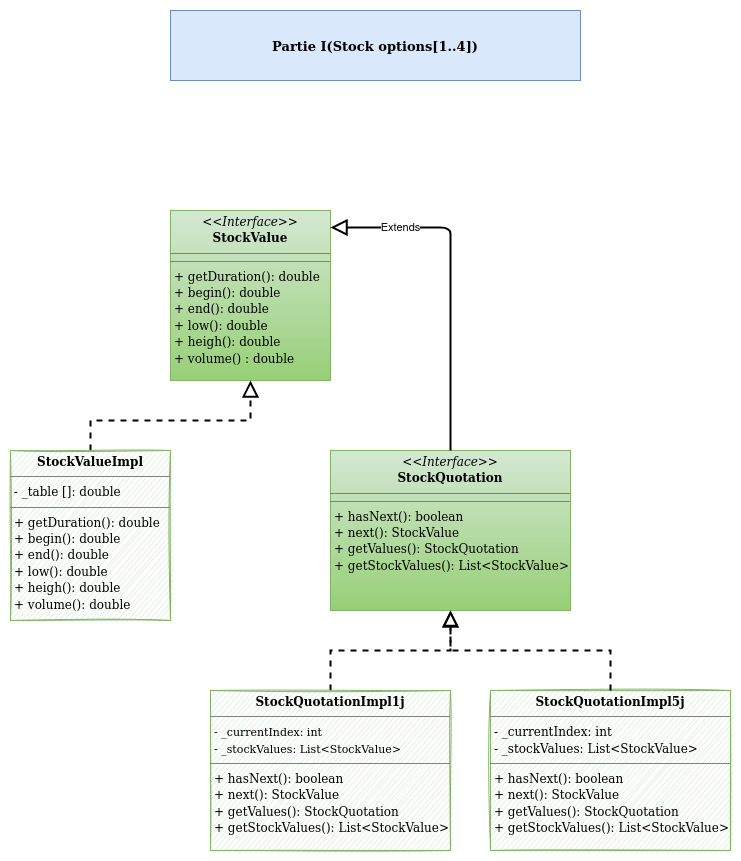 Partie I(Stock options[1..4])
<<Interface>>
StockValue
+ getDuration(): double
+ begin(): double
+ end(): double
+ low(): double
+ heigh(): double
+ volume() : double
Extends
StockValueImpl
- _table []: double
+ getDuration(): double
+ begin(): double
+ end(): double
+ low(): double
+ heigh(): double
+ volume(): double
<<Interface>>
StockQuotation
+ hasNext(): boolean
+ next(): StockValue
+ getValues(): StockQuotation
+ getStockValues(): List<StockValue>
StockQuotationImpl1j
- _currentIndex: int
- _stockValues: List<StockValue>
+ hasNext(): boolean
+ next(): StockValue
+ getValues(): StockQuotation
+ getStockValues(): List<StockValue>
StockQuotationImpl5j
- _currentIndex: int
- _stockValues: List<StockValue>
+ hasNext(): boolean
+ next(): StockValue
+ getValues(): StockQuotation
+ getStockValues(): List<StockValue>